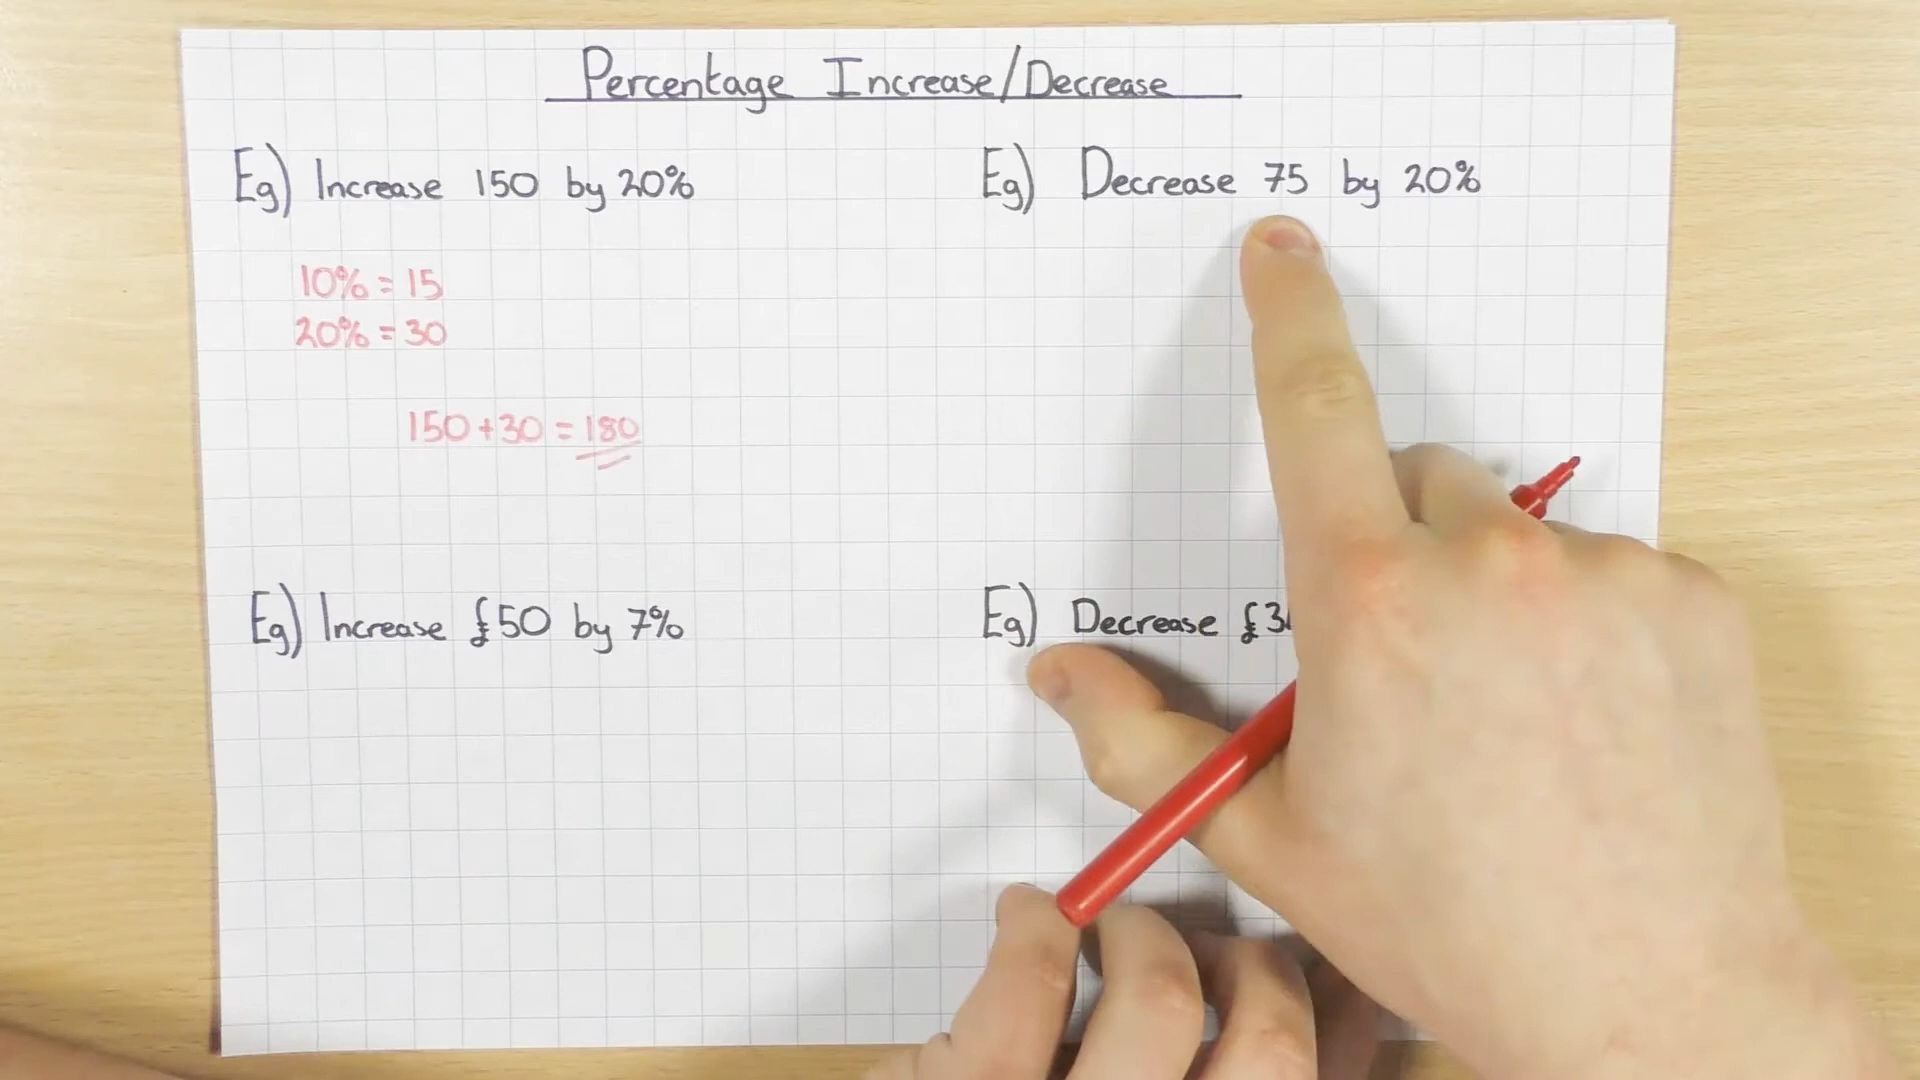 Percentage Increase/Decrease
Eg) Increase 150 by 20%
10% = 15
20% = 30
150 + 30 = 180
Eg) Decrease 75 by 20%
Eg) Increase £50 by 7%
Eg) Decrease